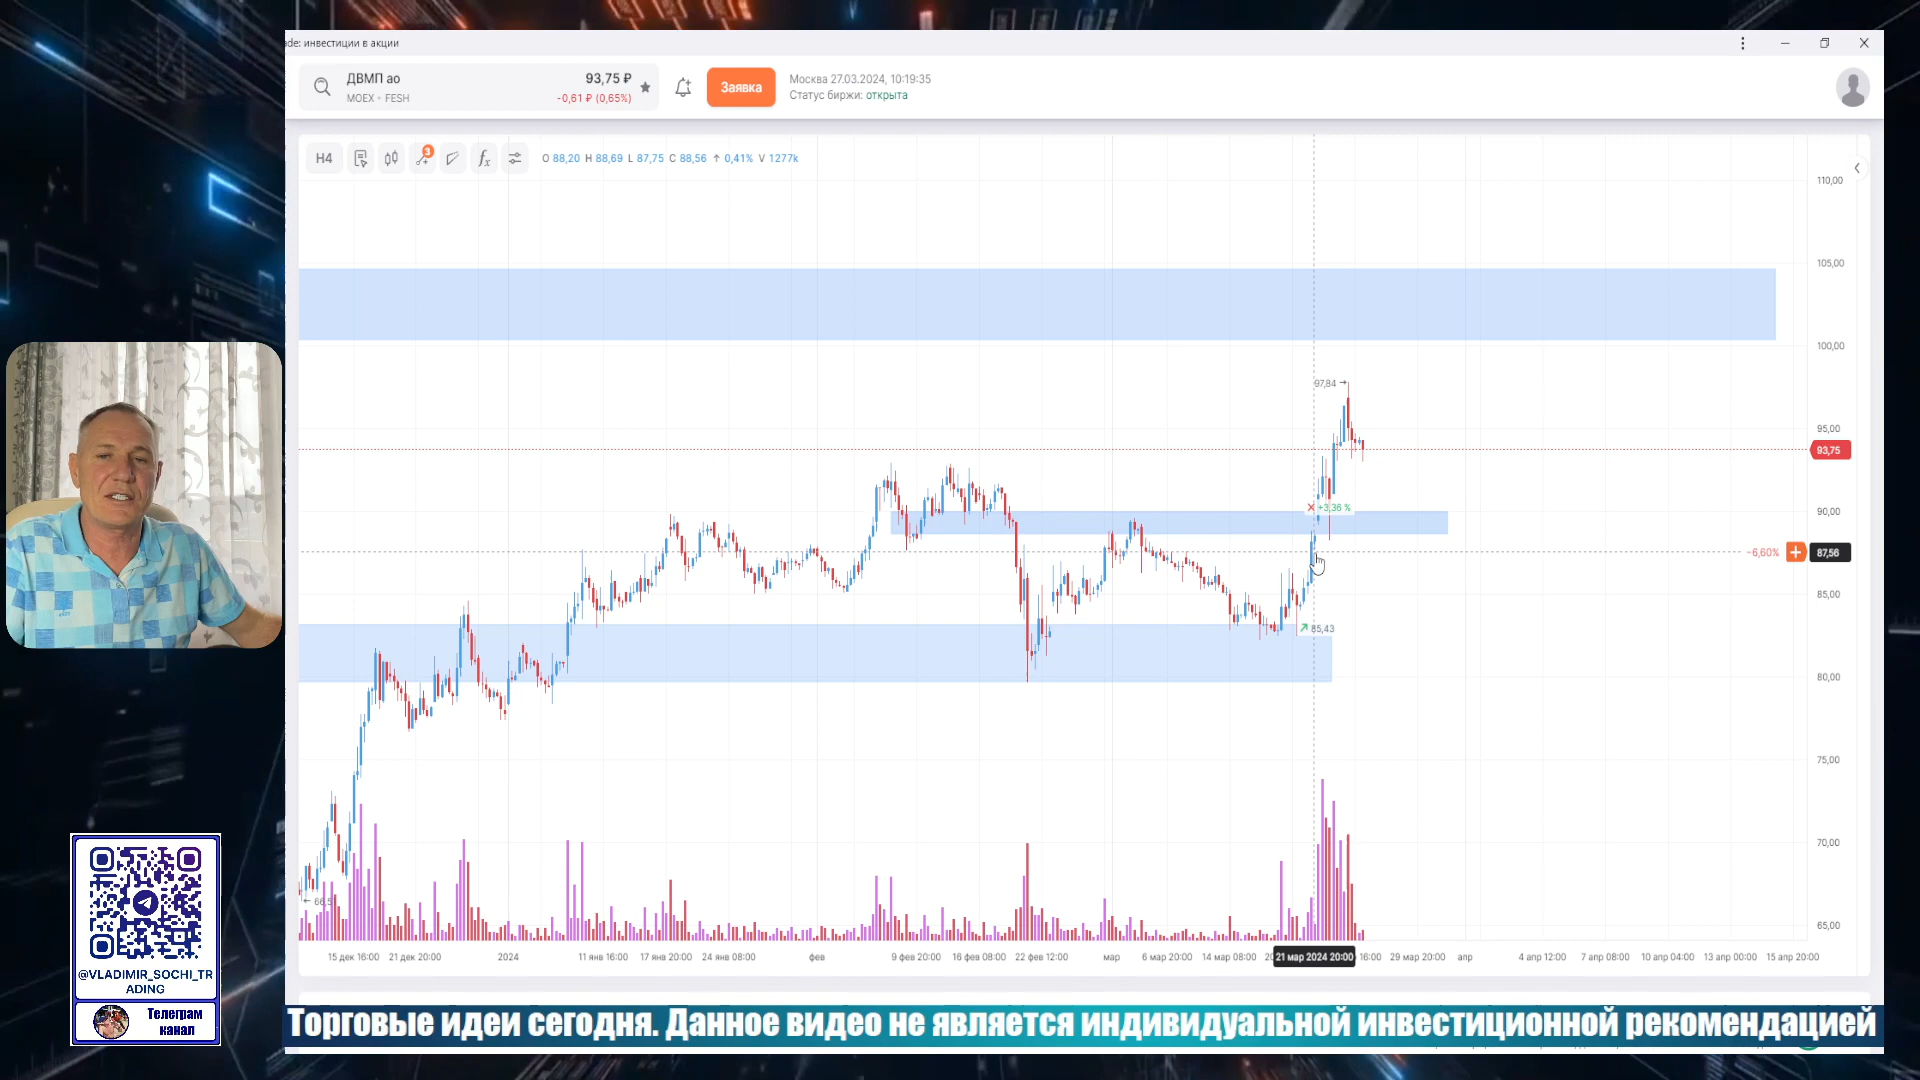 ade: инвестиции в акции
ДВМП ао 93,75 ₽
MOEX • FESH -0,61 ₽ (0,65%)
Заявка
Москва 27.03.2024, 10:19:35
Статус биржи: открыта
H4
3
O 88,20 H 88,69 L 87,75 C 88,56 ↑ 0,41% V 1277k
110,00
105,00
100,00
97,84 →
95,00
93,75
+3,36 %
90,00
-6,60% + 87,56
85,00
85,43
80,00
75,00
70,00
← 66,5
65,00
15 дек 16:00 21 дек 20:00 2024 11 янв 16:00 17 янв 20:00 24 янв 08:00 фев 9 фев 20:00 16 фев 08:00 22 фев 12:00 мар 6 мар 20:00 14 мар 08:00 20 21 мар 2024 20:00 16:00 29 мар 20:00 апр 4 апр 12:00 7 апр 08:00 10 апр 04:00 13 апр 00:00 15 апр 20:00
@VLADIMIR_SOCHI_TR
ADING
Телеграм
канал
Торговые идеи сегодня. Данное видео не является индивидуальной инвестиционной рекомендацией